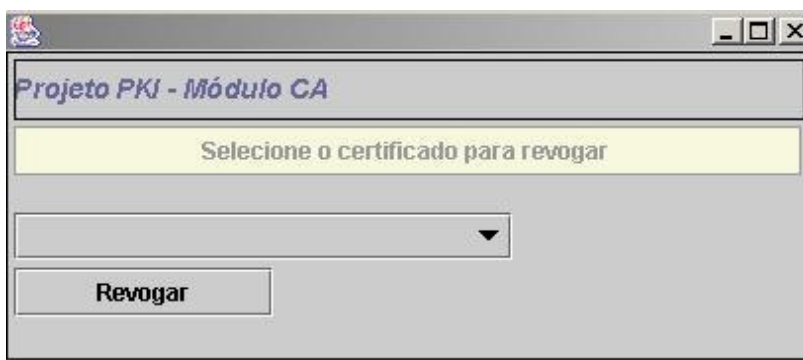 Projeto PKI - Módulo CA
Selecione o certificado para revogar
Revogar